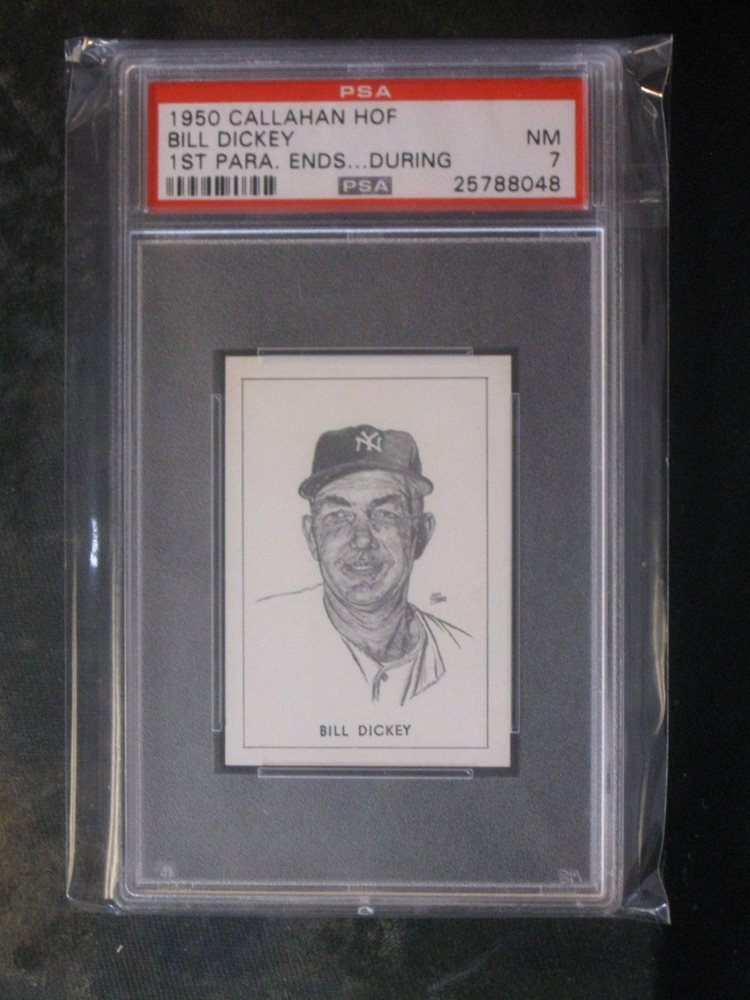 PSA
1950 CALLAHAN HOF
BILL DICKEY NM
1ST PARA. ENDS...DURING 7
PSA 25788048
NY
BILL DICKEY